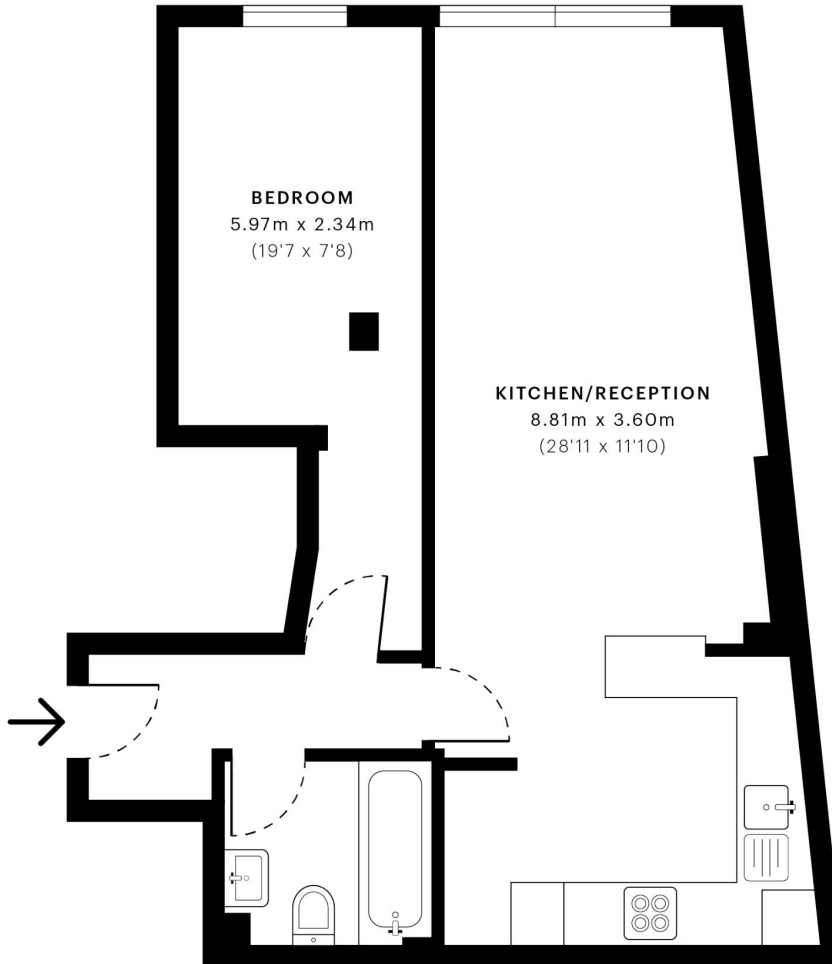 BEDROOM
5.97m x 2.34m
(19'7 x 7'8)
KITCHEN/RECEPTION
8.81m x 3.60m
(28'11 x 11'10)